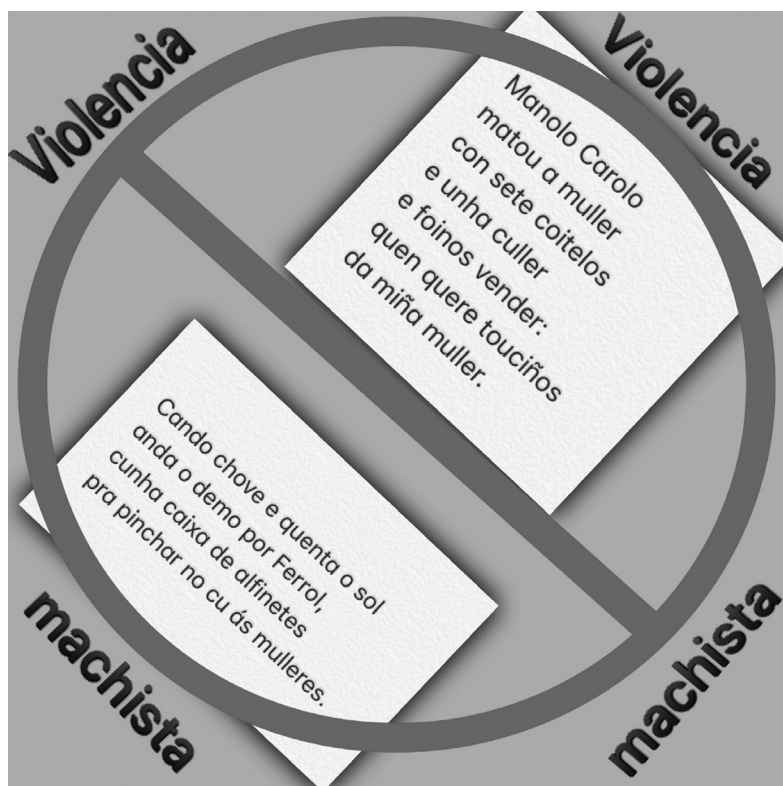 Violencia
Violencia
Manolo Carolo
matou a muller
con sete coitelos
e unha culler
e foinos vender:
quen quere touciños
da miña muller.
Cando chove e quenta o sol
anda o demo por Ferrol,
cunha caixa de alfinetes
pra pinchar no cu ás mulleres.
machista
machista